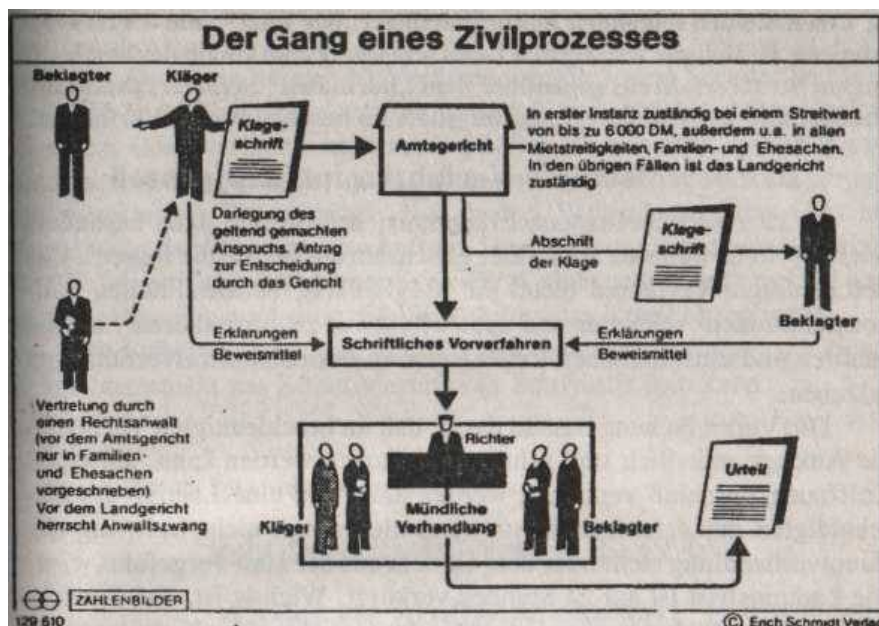 Der Gang eines Zivilprozesses
Beklagter
Kläger
Klage-
schrift
Amtsgericht
In erster Instanz zuständig bei einem Streitwert
von bis zu 6000 DM, außerdem u.a. in allen
Mietstreitigkeiten, Familien- und Ehesachen.
In den übrigen Fällen ist das Landgericht
zuständig
Darlegung des
geltend gemachten
Anspruchs. Antrag
zur Entscheidung
durch das Gericht
Abschrift
der Klage
Klage-
schrift
Beklagter
Erklärungen
Beweismittel
Schriftliches Vorverfahren
Erklärungen
Beweismittel
Vertretung durch
einen Rechtsanwalt
(vor dem Amtsgericht
nur in Familien-
und Ehesachen
vorgeschrieben)
Vor dem Landgericht
herrscht Anwaltszwang
Richter
Kläger
Mündliche
Verhandlung
Beklagter
Urteil
ZAHLENBILDER
129 610
© Erich Schmidt Verlag